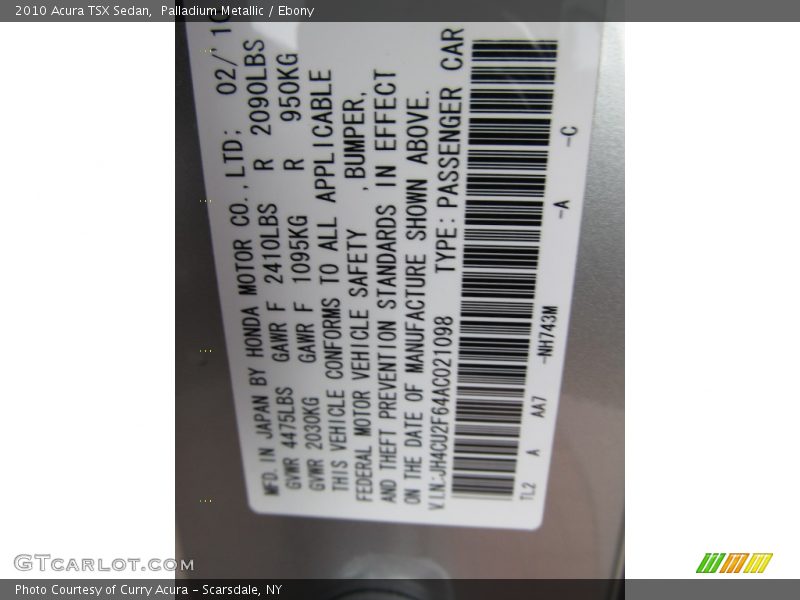 2010 Acura TSX Sedan, Palladium Metallic / Ebony
MFD. IN JAPAN BY HONDA MOTOR CO.,LTD; 02/'10
GVWR 4475LBS GAWR F 2410LBS R 2090LBS
GVWR 2030KG GAWR F 1095KG R 950KG
THIS VEHICLE CONFORMS TO ALL APPLICABLE
FEDERAL MOTOR VEHICLE SAFETY ,BUMPER,
AND THEFT PREVENTION STANDARDS IN EFFECT
ON THE DATE OF MANUFACTURE SHOWN ABOVE.
V.I.N:JH4CU2F64AC021098 TYPE:PASSENGER CAR
TL2 A AA7 -NH743M -A -C
GTcarlot.com
Photo Courtesy of Curry Acura - Scarsdale, NY